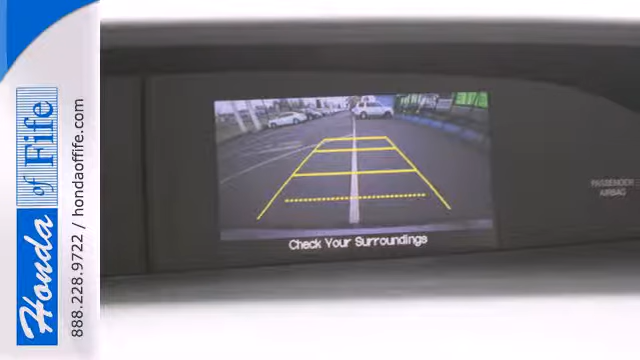 Honda of Fife
888.228.9722 / hondaoffife.com
Check Your Surroundings
PASSENGER
AIRBAG